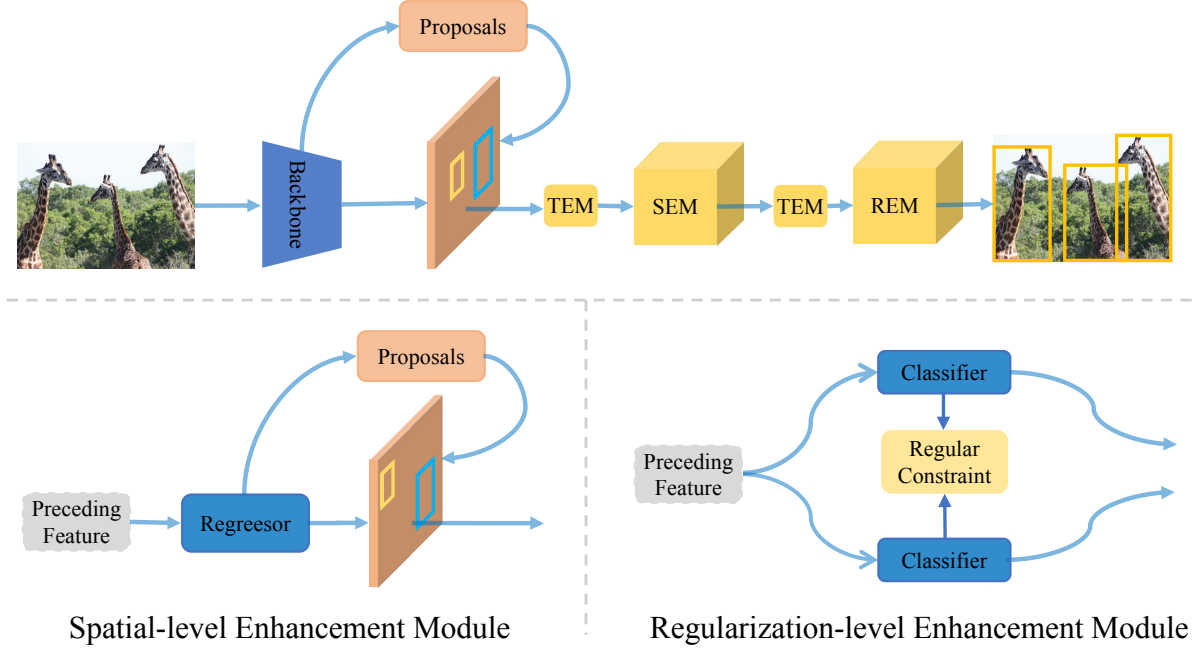 Proposals
Backbone
TEM
SEM
TEM
REM
Proposals
Preceding
Feature
Regreesor
Spatial-level Enhancement Module
Classifier
Regular
Constraint
Preceding
Feature
Classifier
Regularization-level Enhancement Module